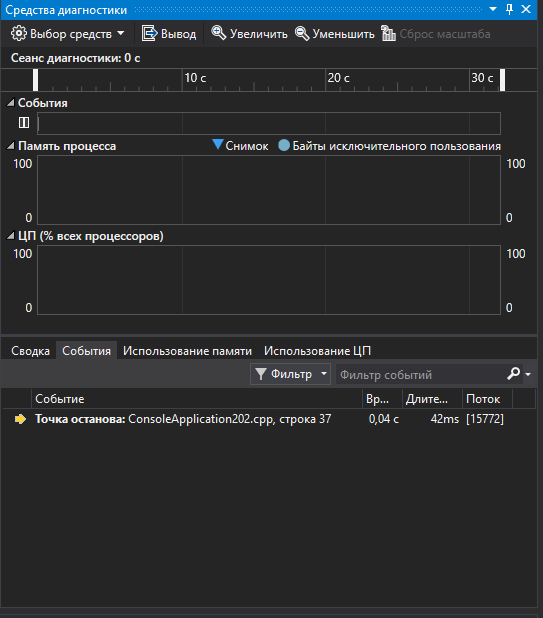 Средства диагностики
Выбор средств Вывод Увеличить Уменьшить Сброс масштаба
Сеанс диагностики: 0 с
10 с 20 с 30 с
События
Память процесса Снимок Байты исключительного пользования
100 100
0 0
ЦП (% всех процессоров)
100 100
0 0
Сводка События Использование памяти Использование ЦП
Фильтр Фильтр событий
Событие Вр... Длите... Поток
Точка останова: ConsoleApplication202.cpp, строка 37 0,04 с 42ms [15772]